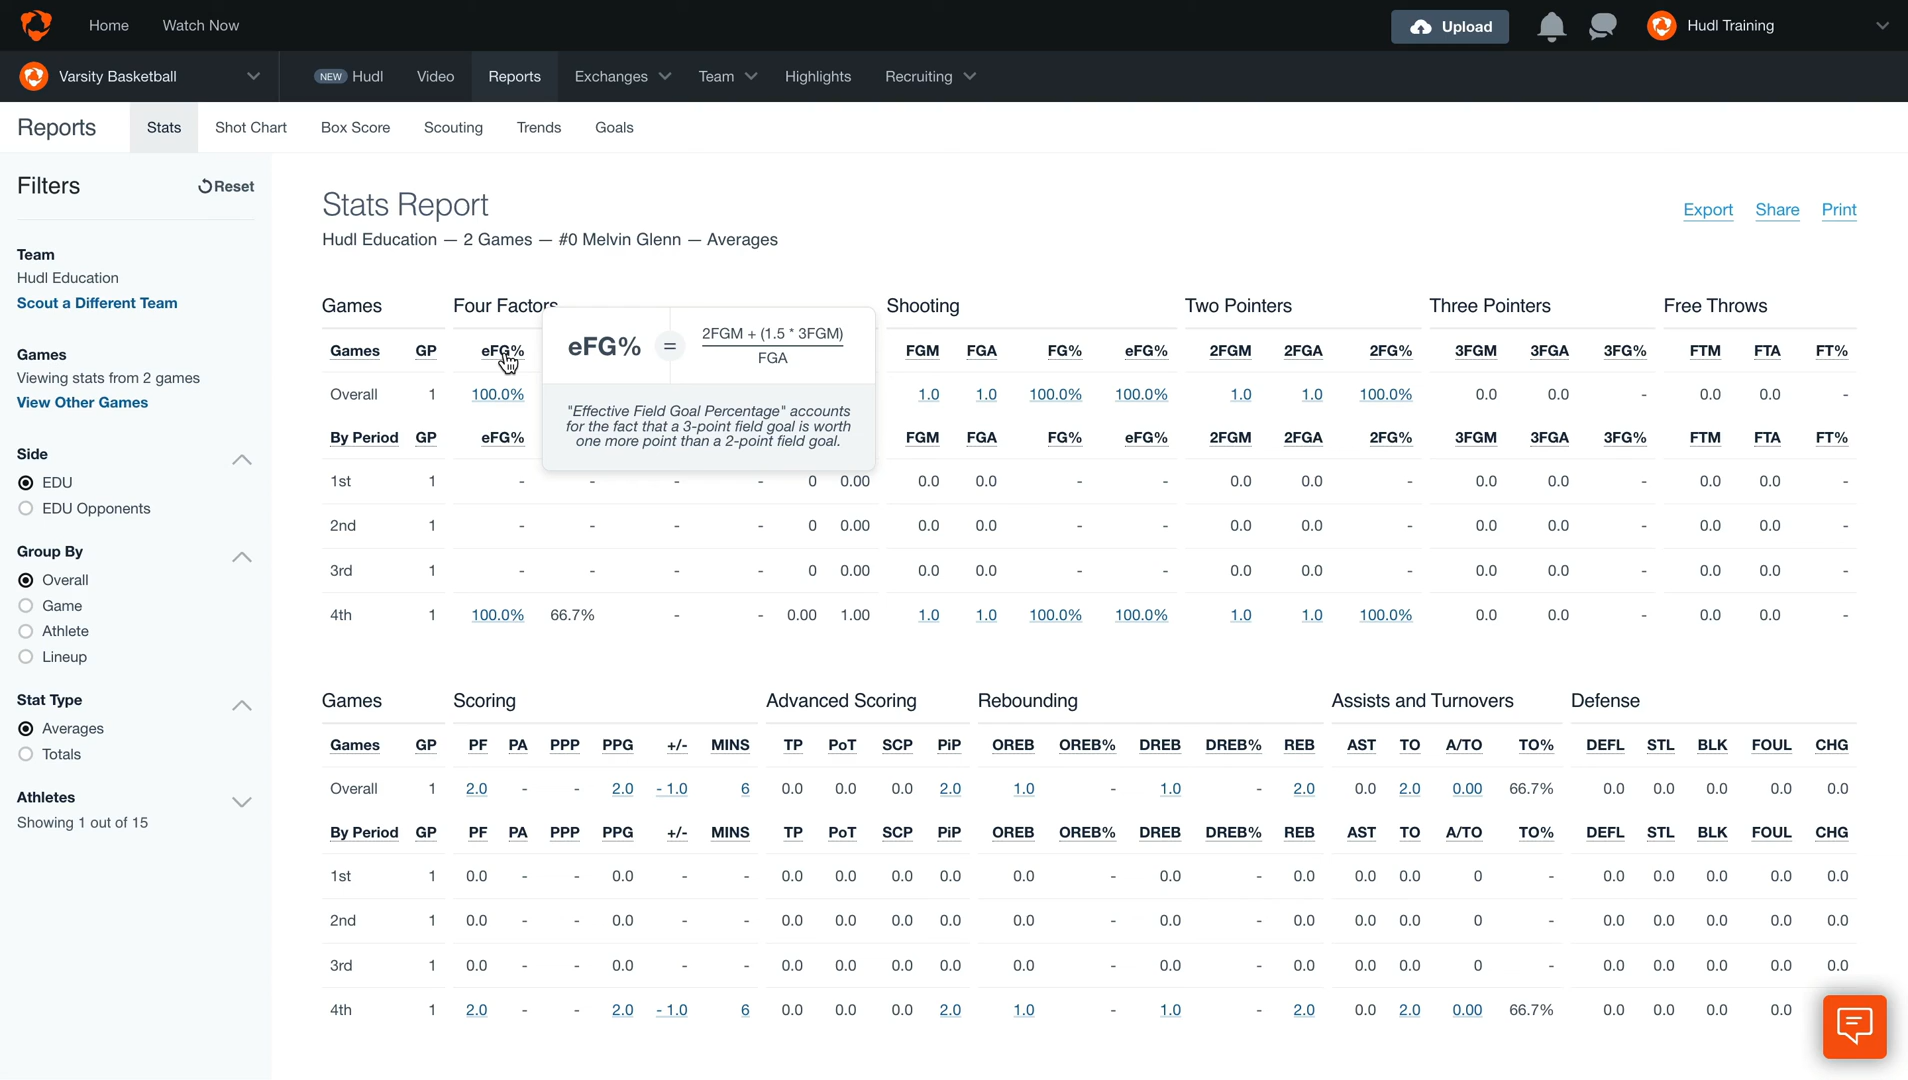 Home Watch Now Upload Hudl Training
Varsity Basketball NEW Hudl Video Reports Exchanges Team Highlights Recruiting
Reports Stats Shot Chart Box Score Scouting Trends Goals
Filters Reset
Team
Hudl Education
Scout a Different Team
Games
Viewing stats from 2 games
View Other Games
Side
EDU
EDU Opponents
Group By
Overall
Game
Athlete
Lineup
Stat Type
Averages
Totals
Athletes
Showing 1 out of 15
Stats Report
Export Share Print
Hudl Education — 2 Games — #0 Melvin Glenn — Averages
Games Four Factors Shooting Two Pointers Three Pointers Free Throws
Games GP eFG% FGM FGA FG% eFG% 2FGM 2FGA 2FG% 3FGM 3FGA 3FG% FTM FTA FT%
Overall 1 100.0% 1.0 1.0 100.0% 100.0% 1.0 1.0 100.0% 0.0 0.0 - 0.0 0.0 -
By Period GP eFG% FGM FGA FG% eFG% 2FGM 2FGA 2FG% 3FGM 3FGA 3FG% FTM FTA FT%
eFG% = 2FGM + (1.5 * 3FGM)
FGA
"Effective Field Goal Percentage" accounts
for the fact that a 3-point field goal is worth
one more point than a 2-point field goal.
1st 1 - - - - 0 0.00 0.0 0.0 - - 0.0 0.0 - 0.0 0.0 - 0.0 0.0 -
2nd 1 - - - - 0 0.00 0.0 0.0 - - 0.0 0.0 - 0.0 0.0 - 0.0 0.0 -
3rd 1 - - - - 0 0.00 0.0 0.0 - - 0.0 0.0 - 0.0 0.0 - 0.0 0.0 -
4th 1 100.0% 66.7% - - 0.00 1.00 1.0 1.0 100.0% 100.0% 1.0 1.0 100.0% 0.0 0.0 - 0.0 0.0 -
Games Scoring Advanced Scoring Rebounding Assists and Turnovers Defense
Games GP PF PA PPP PPG +/- MINS TP PoT SCP PiP OREB OREB% DREB DREB% REB AST TO A/TO TO% DEFL STL BLK FOUL CHG
Overall 1 2.0 - - 2.0 - 1.0 6 0.0 0.0 0.0 2.0 1.0 - 1.0 - 2.0 0.0 2.0 0.00 66.7% 0.0 0.0 0.0 0.0 0.0
By Period GP PF PA PPP PPG +/- MINS TP PoT SCP PiP OREB OREB% DREB DREB% REB AST TO A/TO TO% DEFL STL BLK FOUL CHG
1st 1 0.0 - - 0.0 - - 0.0 0.0 0.0 0.0 0.0 - 0.0 - 0.0 0.0 0.0 0 - 0.0 0.0 0.0 0.0 0.0
2nd 1 0.0 - - 0.0 - - 0.0 0.0 0.0 0.0 0.0 - 0.0 - 0.0 0.0 0.0 0 - 0.0 0.0 0.0 0.0 0.0
3rd 1 0.0 - - 0.0 - - 0.0 0.0 0.0 0.0 0.0 - 0.0 - 0.0 0.0 0.0 0 - 0.0 0.0 0.0 0.0 0.0
4th 1 2.0 - - 2.0 - 1.0 6 0.0 0.0 0.0 2.0 1.0 - 1.0 - 2.0 0.0 2.0 0.00 66.7% 0.0 0.0 0.0 0.0